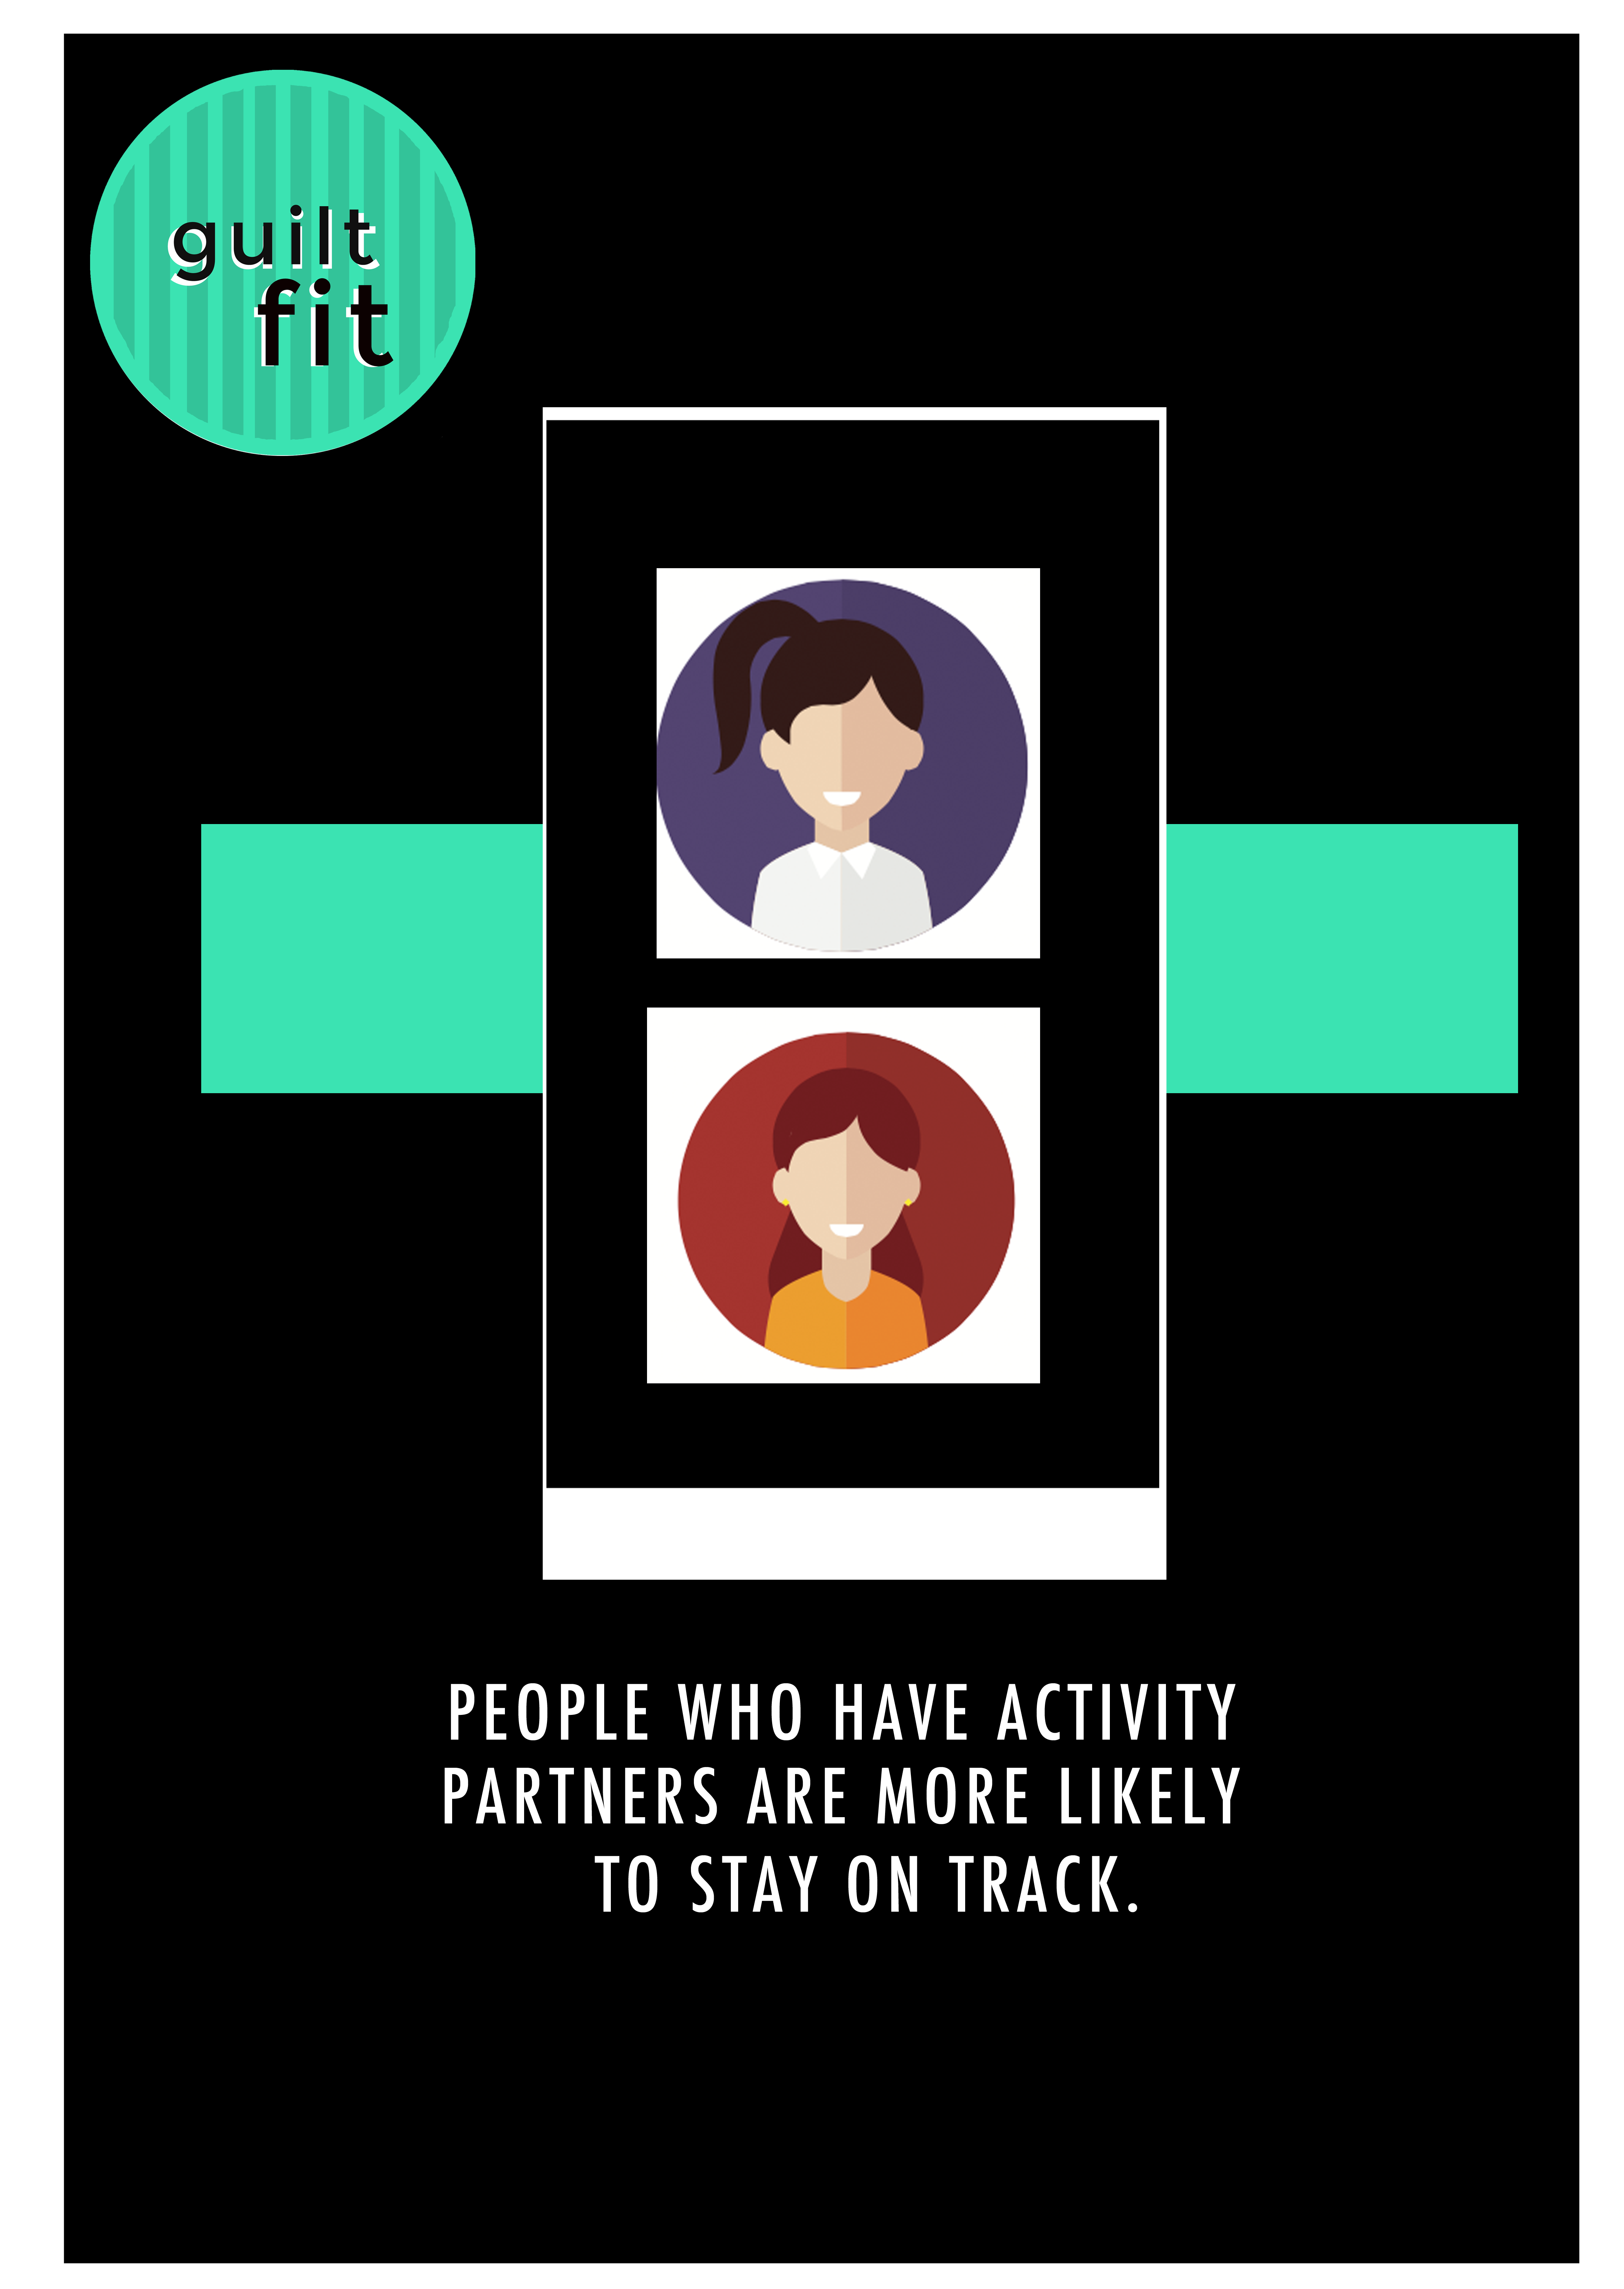 guilt
fit
PEOPLE WHO HAVE ACTIVITY
PARTNERS ARE MORE LIKELY
TO STAY ON TRACK.